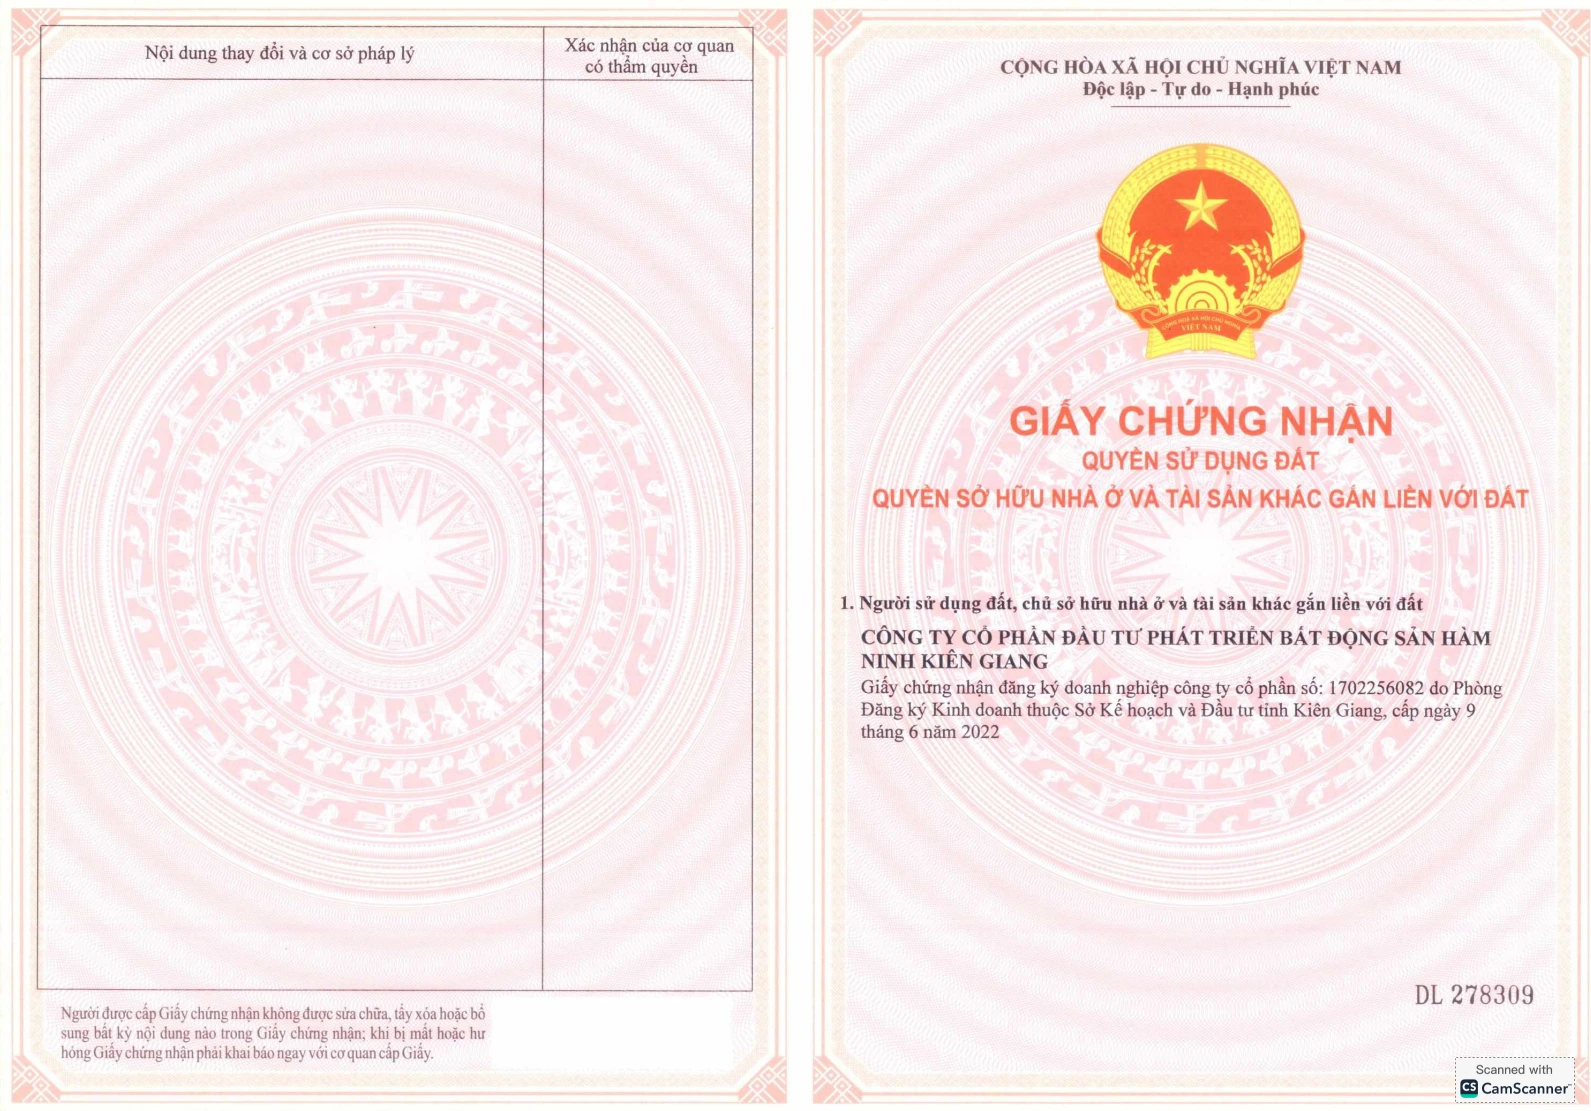 Nội dung thay đổi và cơ sở pháp lý
Xác nhận của cơ quan
có thẩm quyền
Người được cấp Giấy chứng nhận không được sửa chữa, tẩy xóa hoặc bổ
sung bất kỳ nội dung nào trong Giấy chứng nhận; khi bị mất hoặc hư
hỏng Giấy chứng nhận phải khai báo ngay với cơ quan cấp Giấy.
CỘNG HÒA XÃ HỘI CHỦ NGHĨA VIỆT NAM
Độc lập - Tự do - Hạnh phúc
CỘNG HÒA XÃ HỘI CHỦ NGHĨA
VIỆT NAM
GIẤY CHỨNG NHẬN
QUYỀN SỬ DỤNG ĐẤT
QUYỀN SỞ HỮU NHÀ Ở VÀ TÀI SẢN KHÁC GẮN LIỀN VỚI ĐẤT
1. Người sử dụng đất, chủ sở hữu nhà ở và tài sản khác gắn liền với đất
CÔNG TY CỔ PHẦN ĐẦU TƯ PHÁT TRIỂN BẤT ĐỘNG SẢN HÀM
NINH KIÊN GIANG
Giấy chứng nhận đăng ký doanh nghiệp công ty cổ phần số: 1702256082 do Phòng
Đăng ký Kinh doanh thuộc Sở Kế hoạch và Đầu tư tỉnh Kiên Giang, cấp ngày 9
tháng 6 năm 2022
DL 278309
Scanned with
CS CamScanner